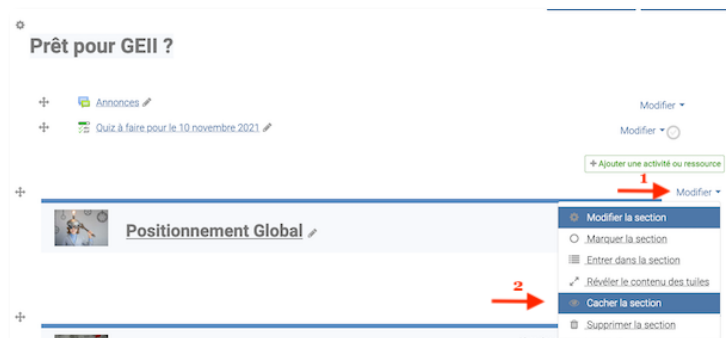 Prêt pour GEII ?
Annonces
Modifier
Quiz à faire pour le 10 novembre 2021
Modifier
+ Ajouter une activité ou ressource
1
Modifier
Positionnement Global
Modifier la section
Marquer la section
Entrer dans la section
Révéler le contenu des tuiles
2
Cacher la section
Supprimer la section